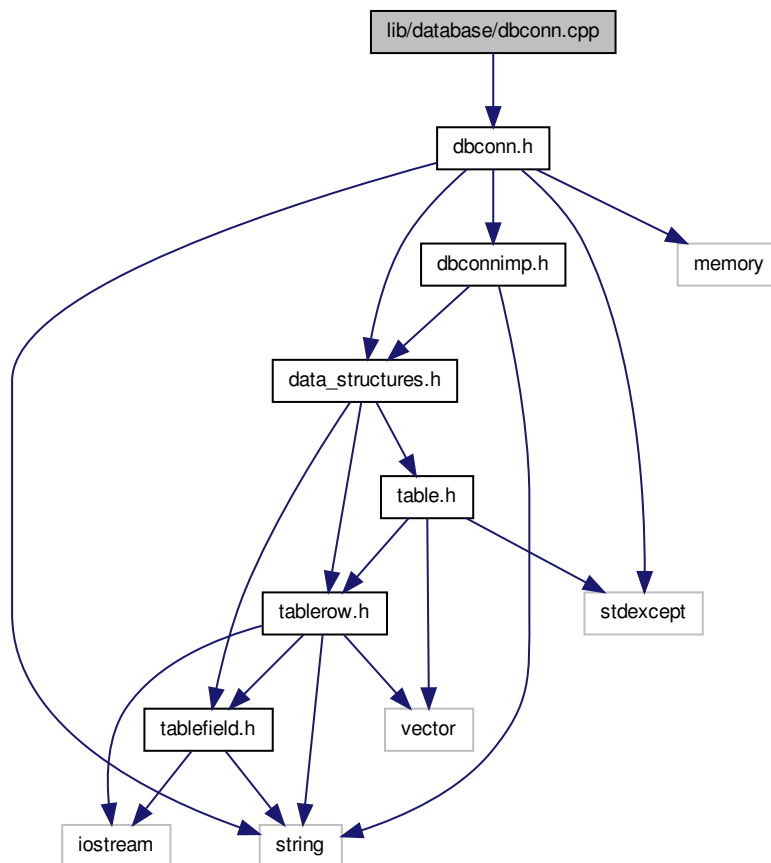 lib/database/dbconn.cpp
dbconn.h
dbconnimp.h
memory
data_structures.h
table.h
tablerow.h
stdexcept
tablefield.h
vector
iostream
string